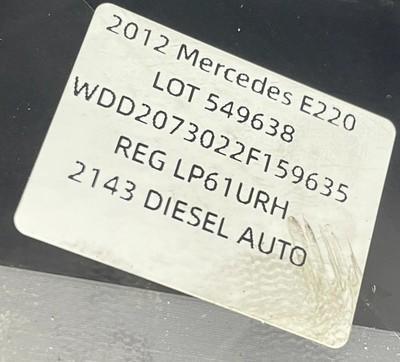 2012 Mercedes E220
LOT 549638
WDD2073022F159635
REG LP61URH
2143 DIESEL AUTO